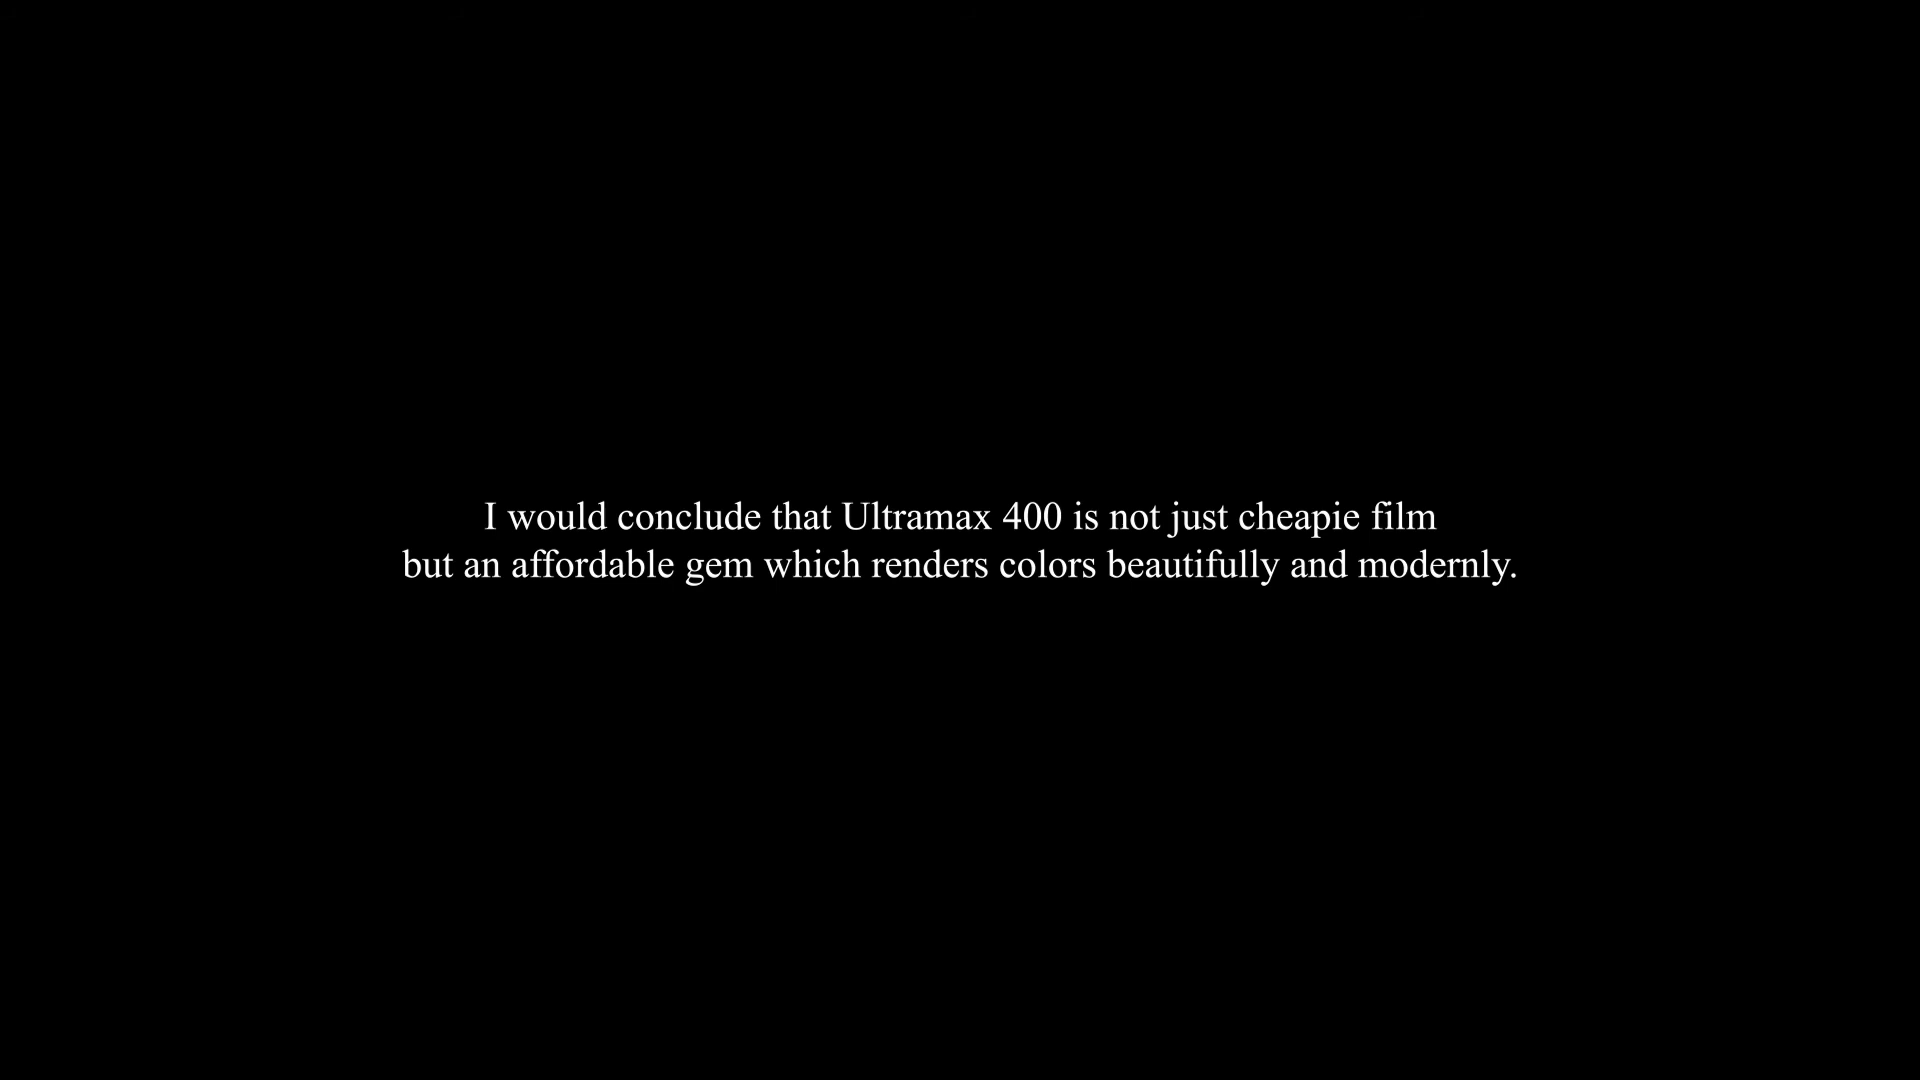 I would conclude that Ultramax 400 is not just cheapie film
but an affordable gem which renders colors beautifully and modernly.